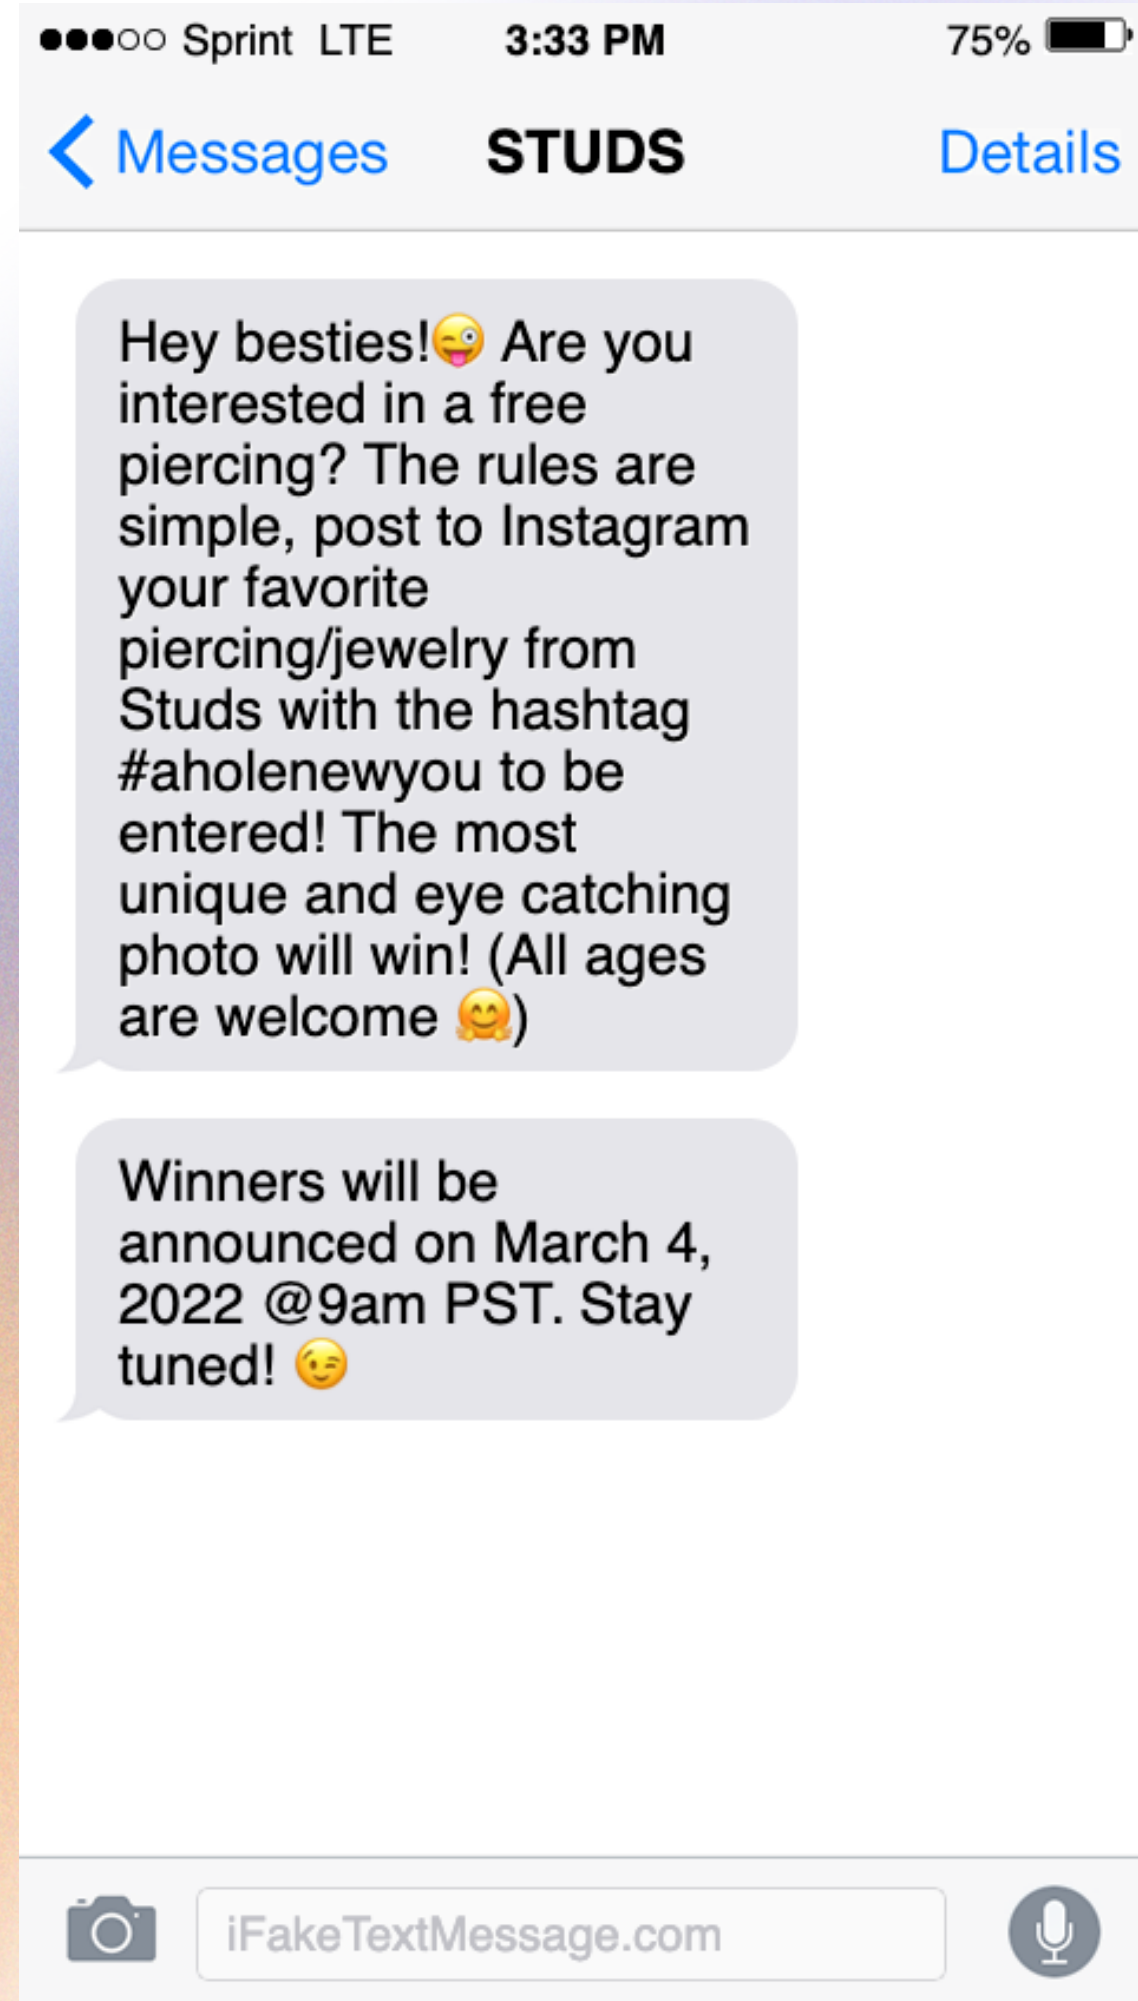 ●●●○○ Sprint LTE 3:33 PM 75%
Messages STUDS Details
Hey besties!😜 Are you
interested in a free
piercing? The rules are
simple, post to Instagram
your favorite
piercing/jewelry from
Studs with the hashtag
#aholenewyou to be
entered! The most
unique and eye catching
photo will win! (All ages
are welcome 🤗)
Winners will be
announced on March 4,
2022 @9am PST. Stay
tuned! 😉
iFakeTextMessage.com